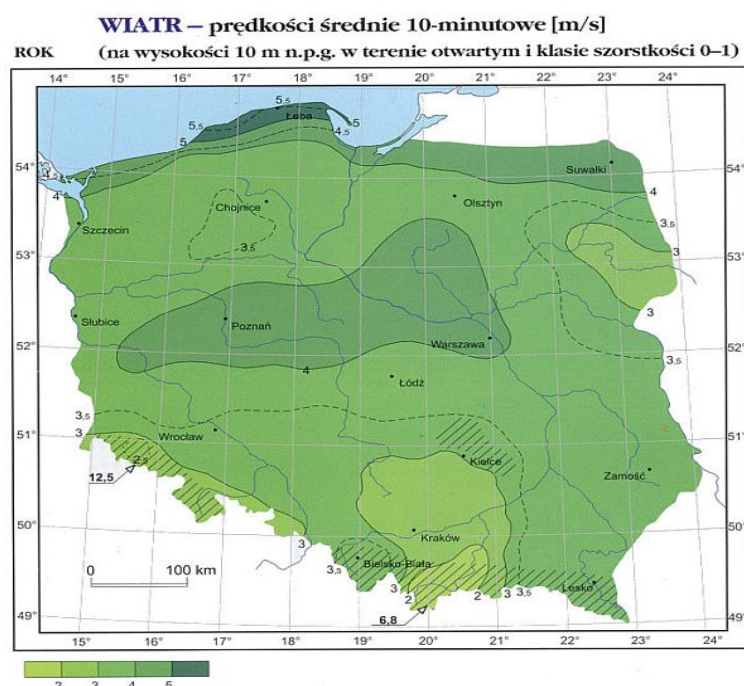 WIATR – prędkości średnie 10-minutowe [m/s]
ROK (na wysokości 10 m n.p.g. w terenie otwartym i klasie szorstkości 0–1)
14° 15° 16° 17° 18° 19° 20° 21° 22° 23° 24°
5,5
5,5
Łeba
5
5
4,5
4,5
4
54°
54°
Suwałki
4
Chojnice
Olsztyn
3,5
Szczecin
3,5
3
53°
53°
3
Słubice
Poznań
Warszawa
52°
52°
3,5
4
Łódź
51°
51°
3,5
3
Wrocław
2,5
Kielce
12,5
Zamość
50°
50°
3
Kraków
0 100 km
3,5
Bielsko-Biała
3
2
2
3
3,5
Lesko
49°
49°
6,8
15° 16° 17° 18° 19° 20° 21° 22° 23° 24°
2 3 4 5